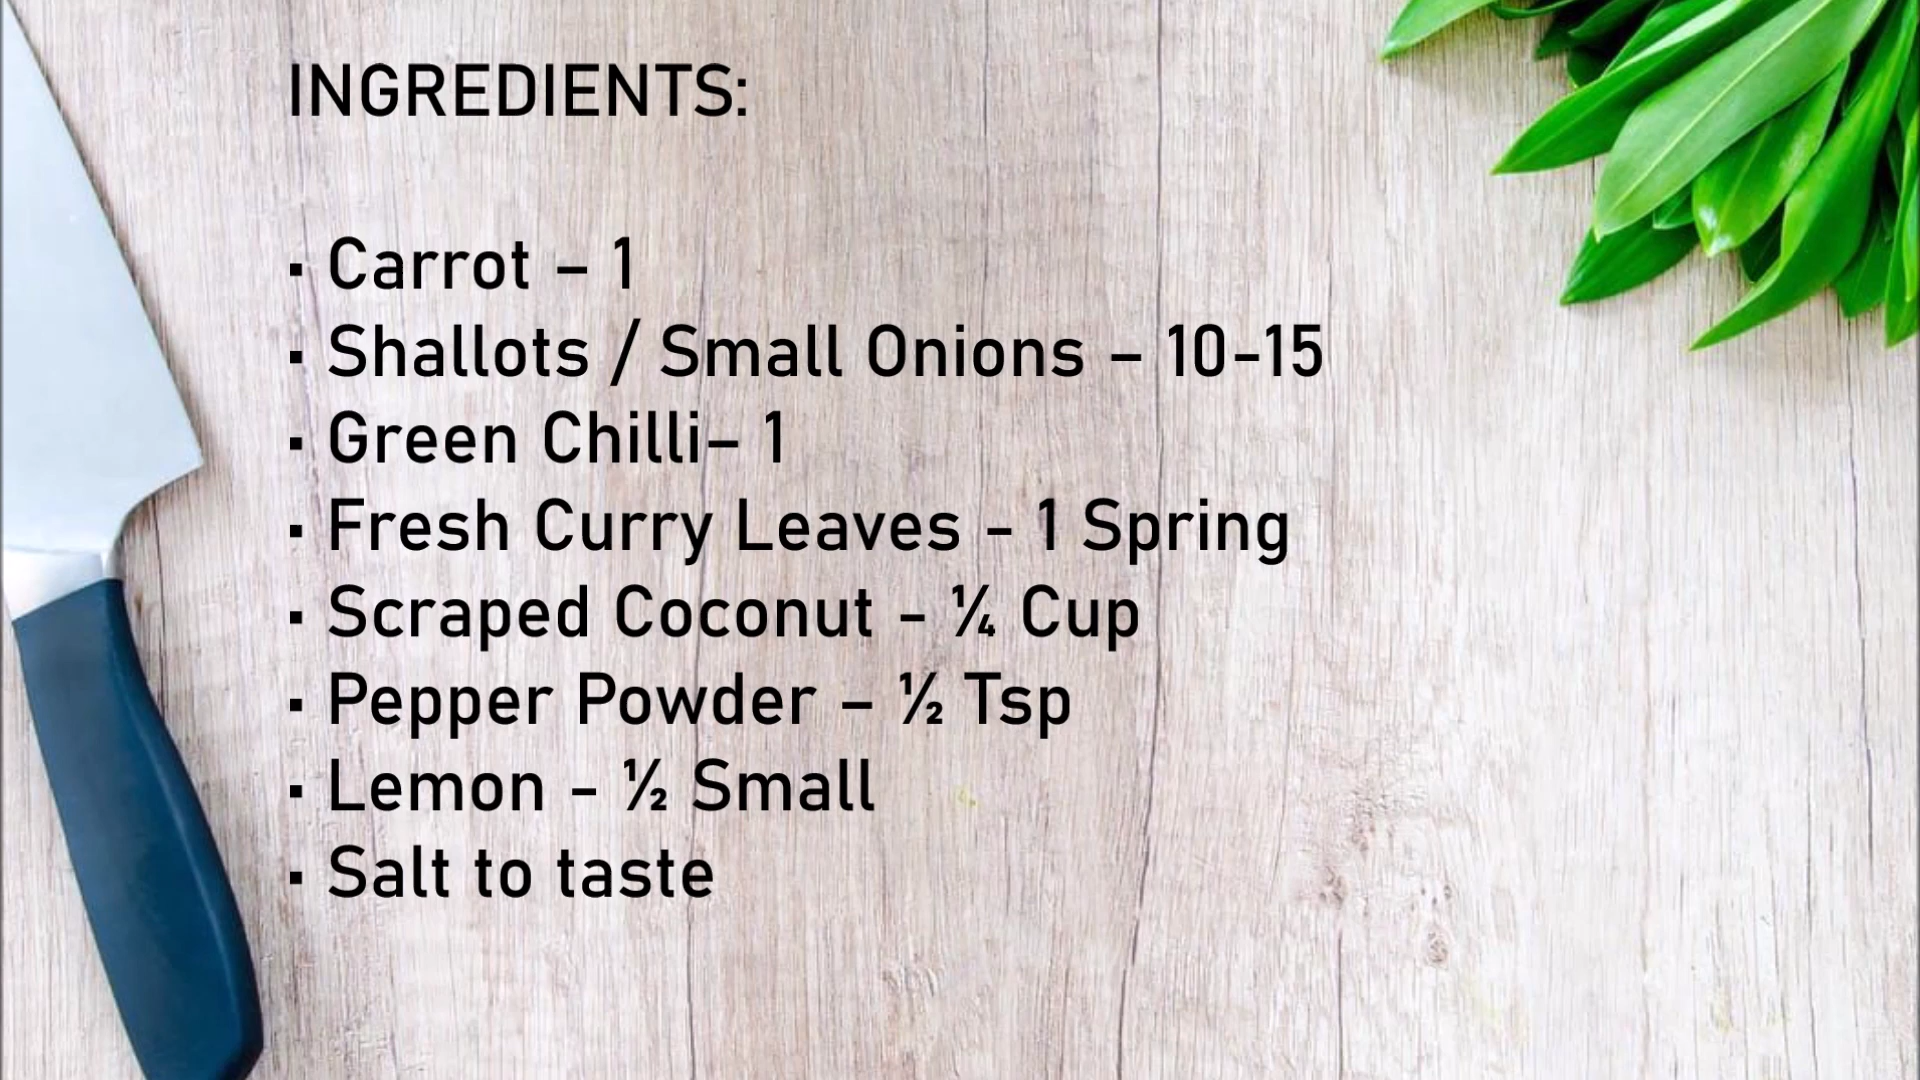 INGREDIENTS:
▪ Carrot – 1
▪ Shallots / Small Onions – 10-15
▪ Green Chilli– 1
▪ Fresh Curry Leaves - 1 Spring
▪ Scraped Coconut - ¼ Cup
▪ Pepper Powder – ½ Tsp
▪ Lemon - ½ Small
▪ Salt to taste